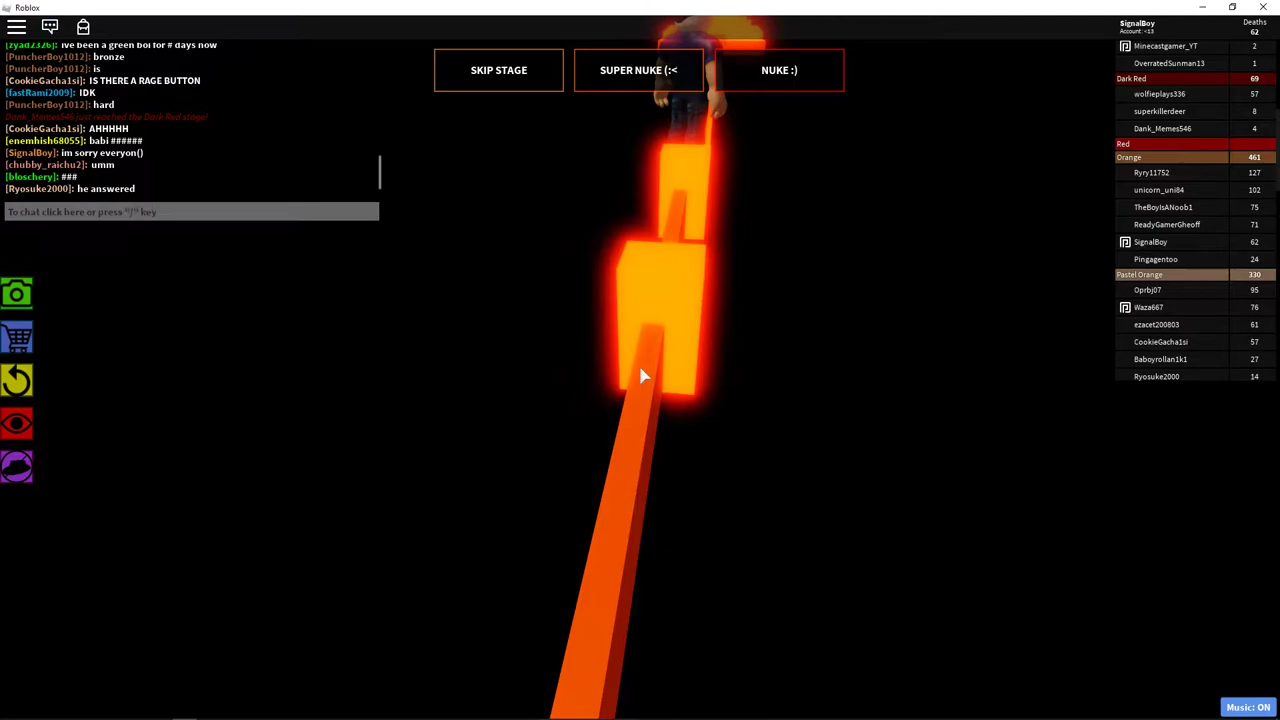 Roblox
[zyad2326]: ive been a green boi for # days now
[PuncherBoy1012]: bronze
[PuncherBoy1012]: is
[CookieGacha1si]: IS THERE A RAGE BUTTON
[fastRami2009]: IDK
[PuncherBoy1012]: hard
Dank_Memes546 just reached the Dark Red stage!
[CookieGacha1si]: AHHHHH
[enemhish68055]: babi ######
[SignalBoy]: im sorry everyon()
[chubby_raichu2]: umm
[bloschery]: ###
[Ryosuke2000]: he answered
To chat click here or press "/" key
SKIP STAGE
SUPER NUKE (:<
NUKE :)
SignalBoy Deaths
Account: <13 62
Minecastgamer_YT 2
OverratedSunman13 1
Dark Red 69
wolfieplays336 57
superkillerdeer 8
Dank_Memes546 4
Red
Orange 461
Ryry11752 127
unicorn_uni84 102
TheBoyIsANoob1 75
ReadyGamerGheoff 71
SignalBoy 62
Pingagentoo 24
Pastel Orange 330
Oprbj07 95
Waza667 76
ezacet200803 61
CookieGacha1si 57
Baboyrollan1k1 27
Ryosuke2000 14
Music: ON